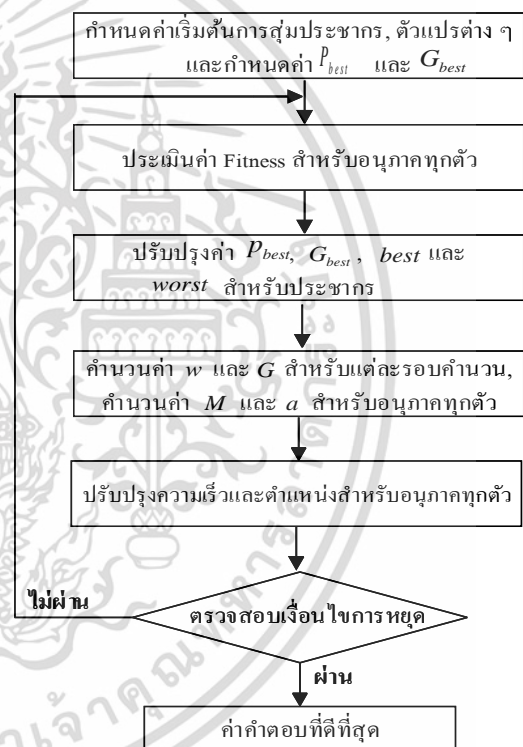 กำหนดค่าเริ่มต้นการสุ่มประชากร, ตัวแปรต่าง ๆ
และกำหนดค่า P_best และ G_best
ประเมินค่า Fitness สำหรับอนุภาคทุกตัว
ปรับปรุงค่า P_best, G_best, best และ
worst สำหรับประชากร
คำนวนค่า w และ G สำหรับแต่ละรอบคำนวน,
คำนวนค่า M และ a สำหรับอนุภาคทุกตัว
ปรับปรุงความเร็วและตำแหน่งสำหรับอนุภาคทุกตัว
ไม่ผ่าน
ตรวจสอบเงื่อนไขการหยุด
ผ่าน
ค่าคำตอบที่ดีที่สุด